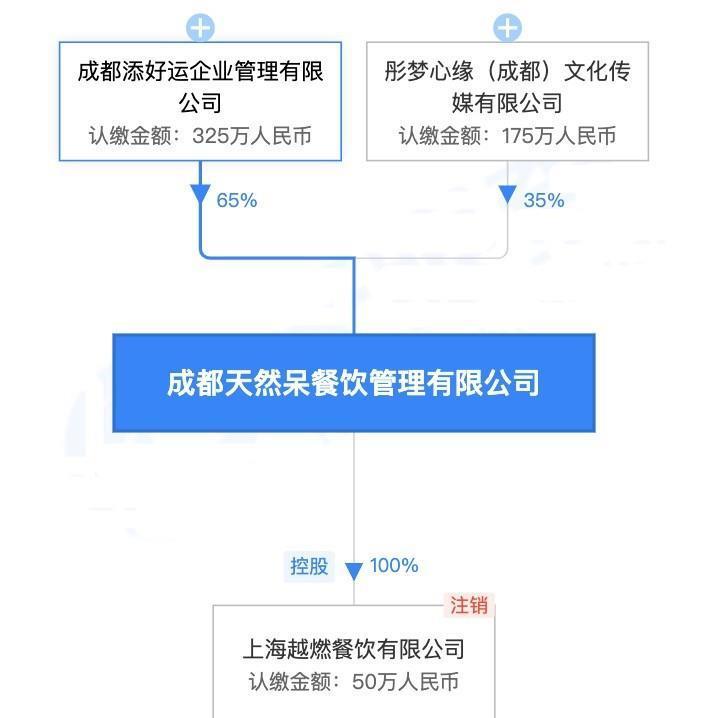 成都添好运企业管理有限
公司
认缴金额：325万人民币
彤梦心缘（成都）文化传
媒有限公司
认缴金额：175万人民币
65%
35%
成都天然呆餐饮管理有限公司
控股
100%
注销
上海越燃餐饮有限公司
认缴金额：50万人民币